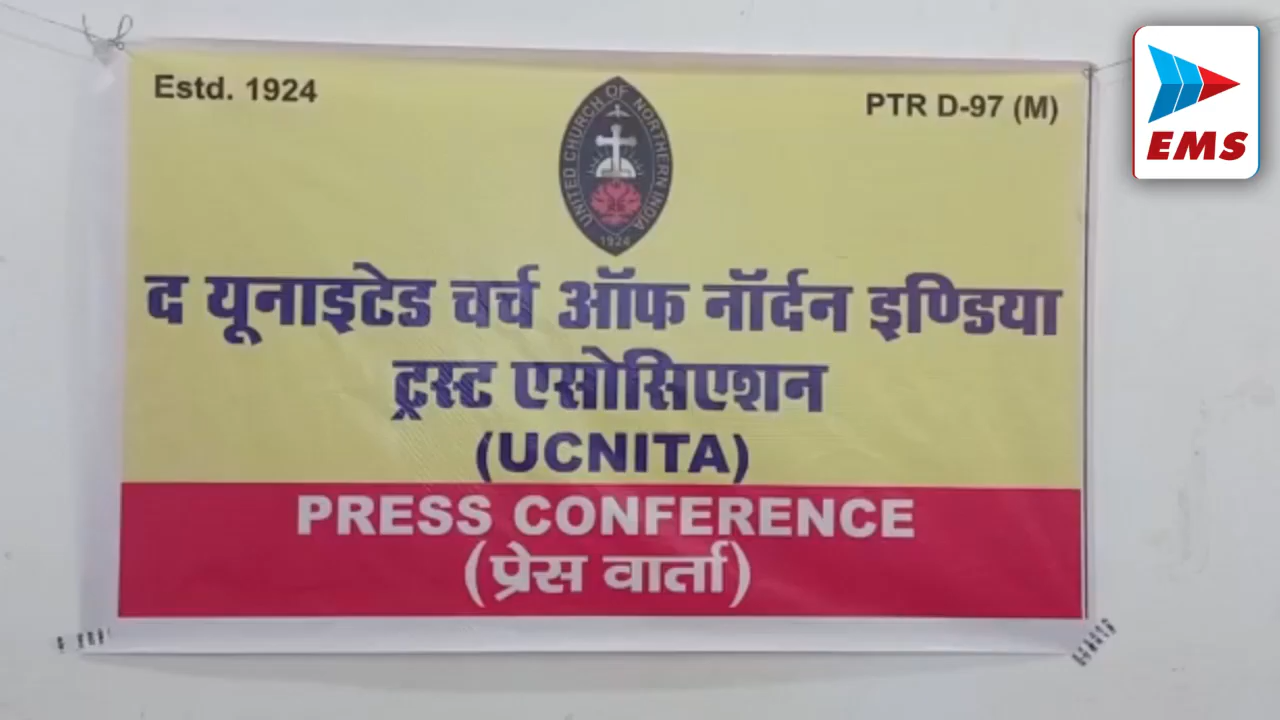 Estd. 1924
PTR D-97 (M)
UNITED CHURCH OF NORTHERN INDIA
1924
द यूनाइटेड चर्च ऑफ नॉर्दन इण्डिया
ट्रस्ट एसोसिएशन
(UCNITA)
PRESS CONFERENCE
(प्रेस वार्ता)
EMS